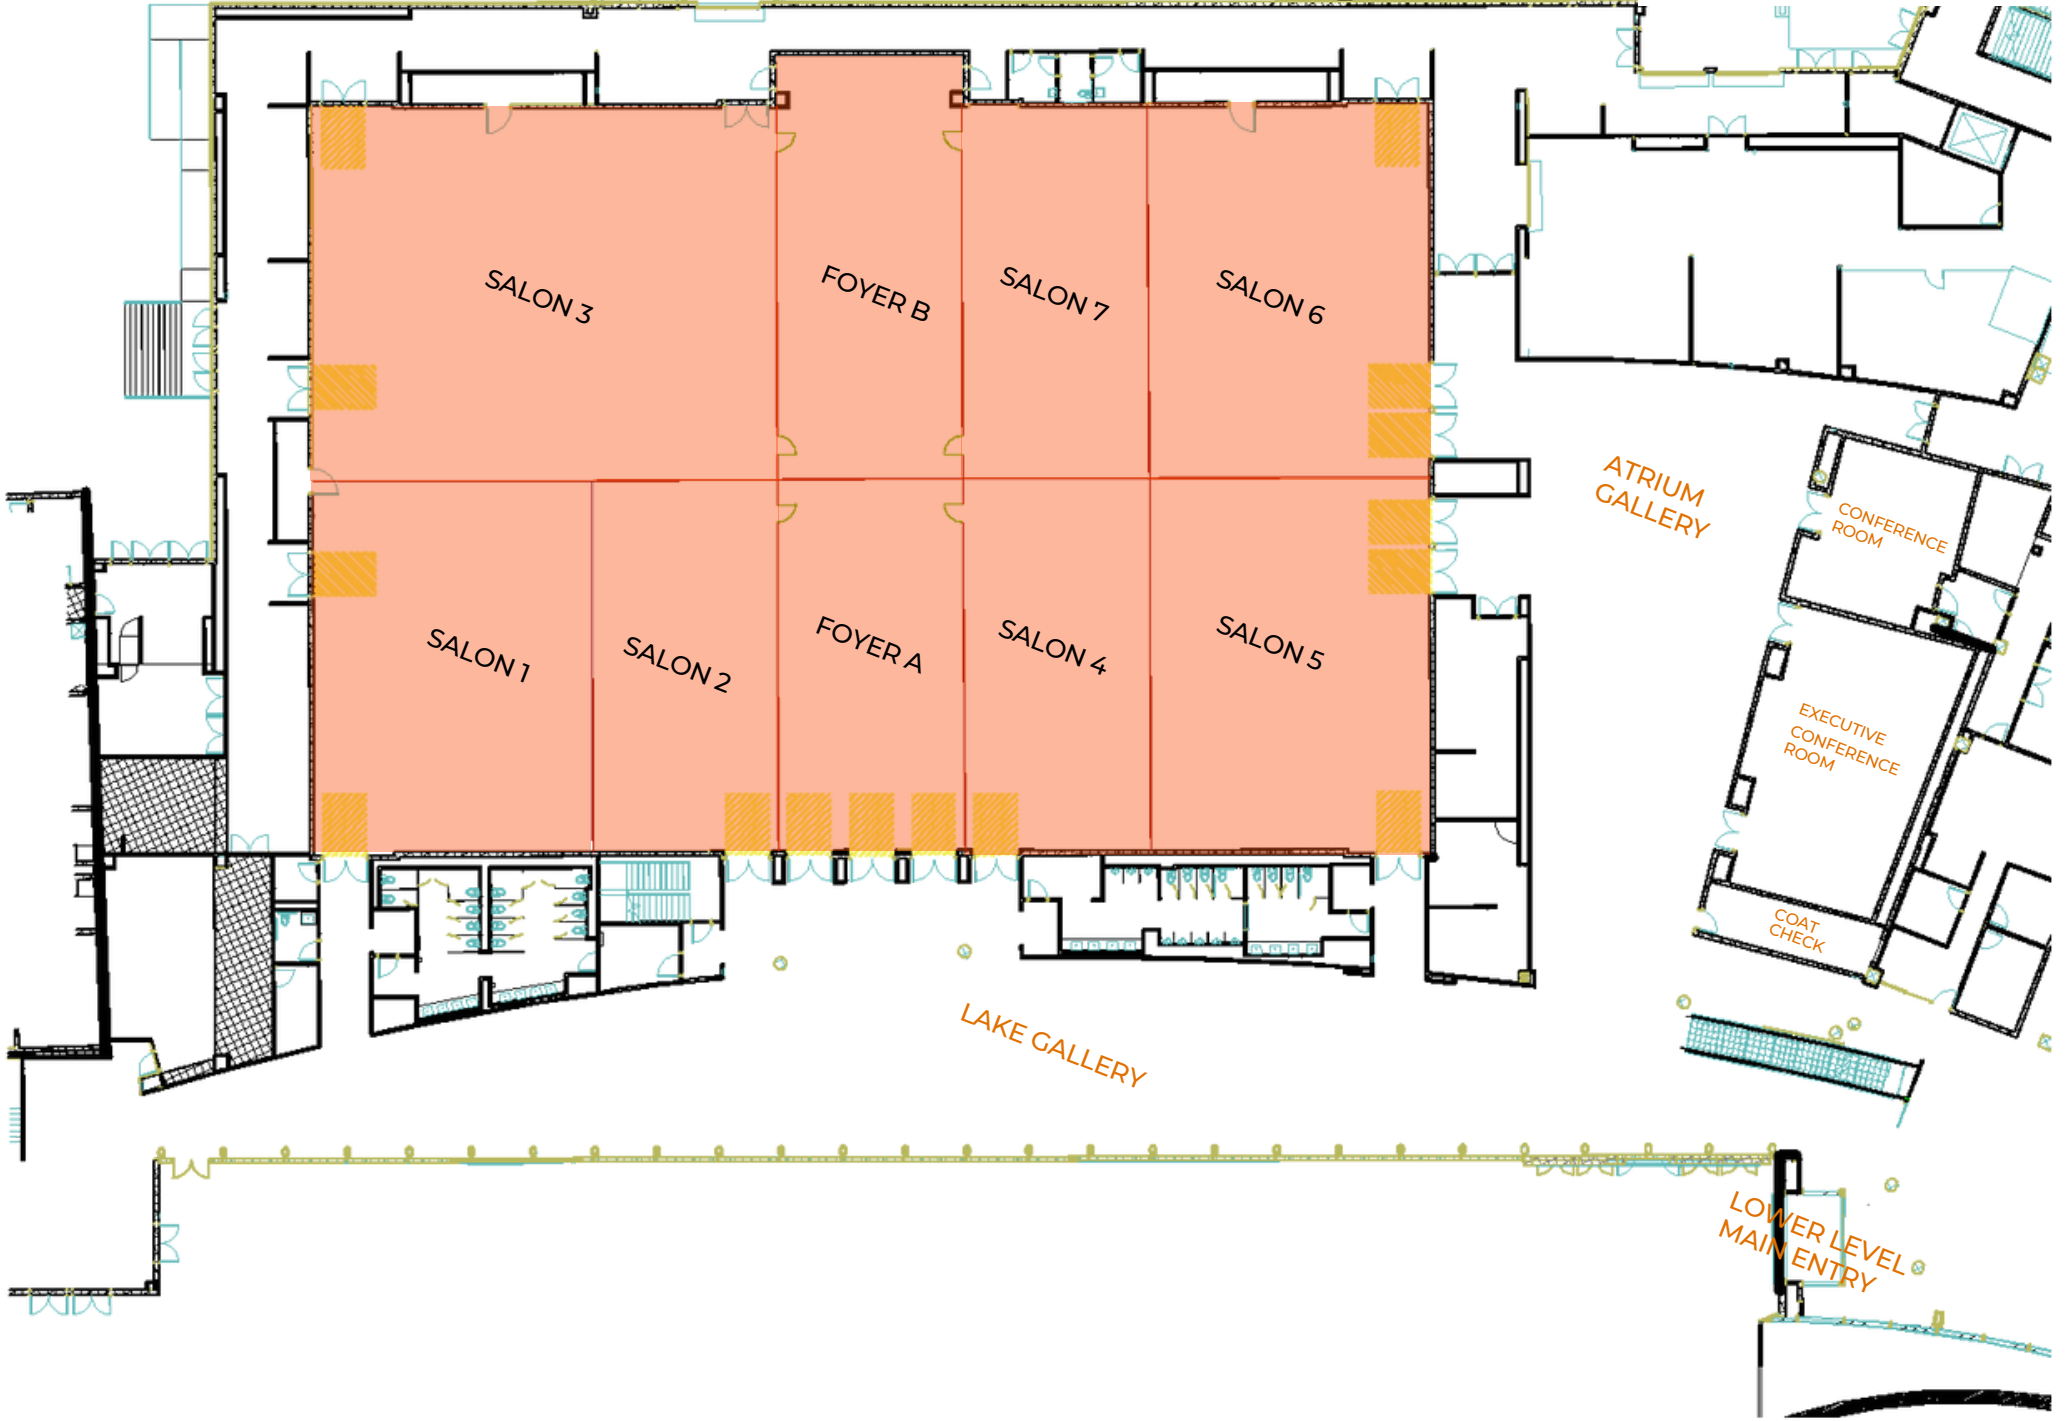 SALON 3
FOYER B
SALON 7
SALON 6
ATRIUM
GALLERY
CONFERENCE
ROOM
SALON 1
SALON 2
FOYER A
SALON 4
SALON 5
EXECUTIVE
CONFERENCE
ROOM
COAT
CHECK
LAKE GALLERY
LOWER LEVEL
MAIN ENTRY